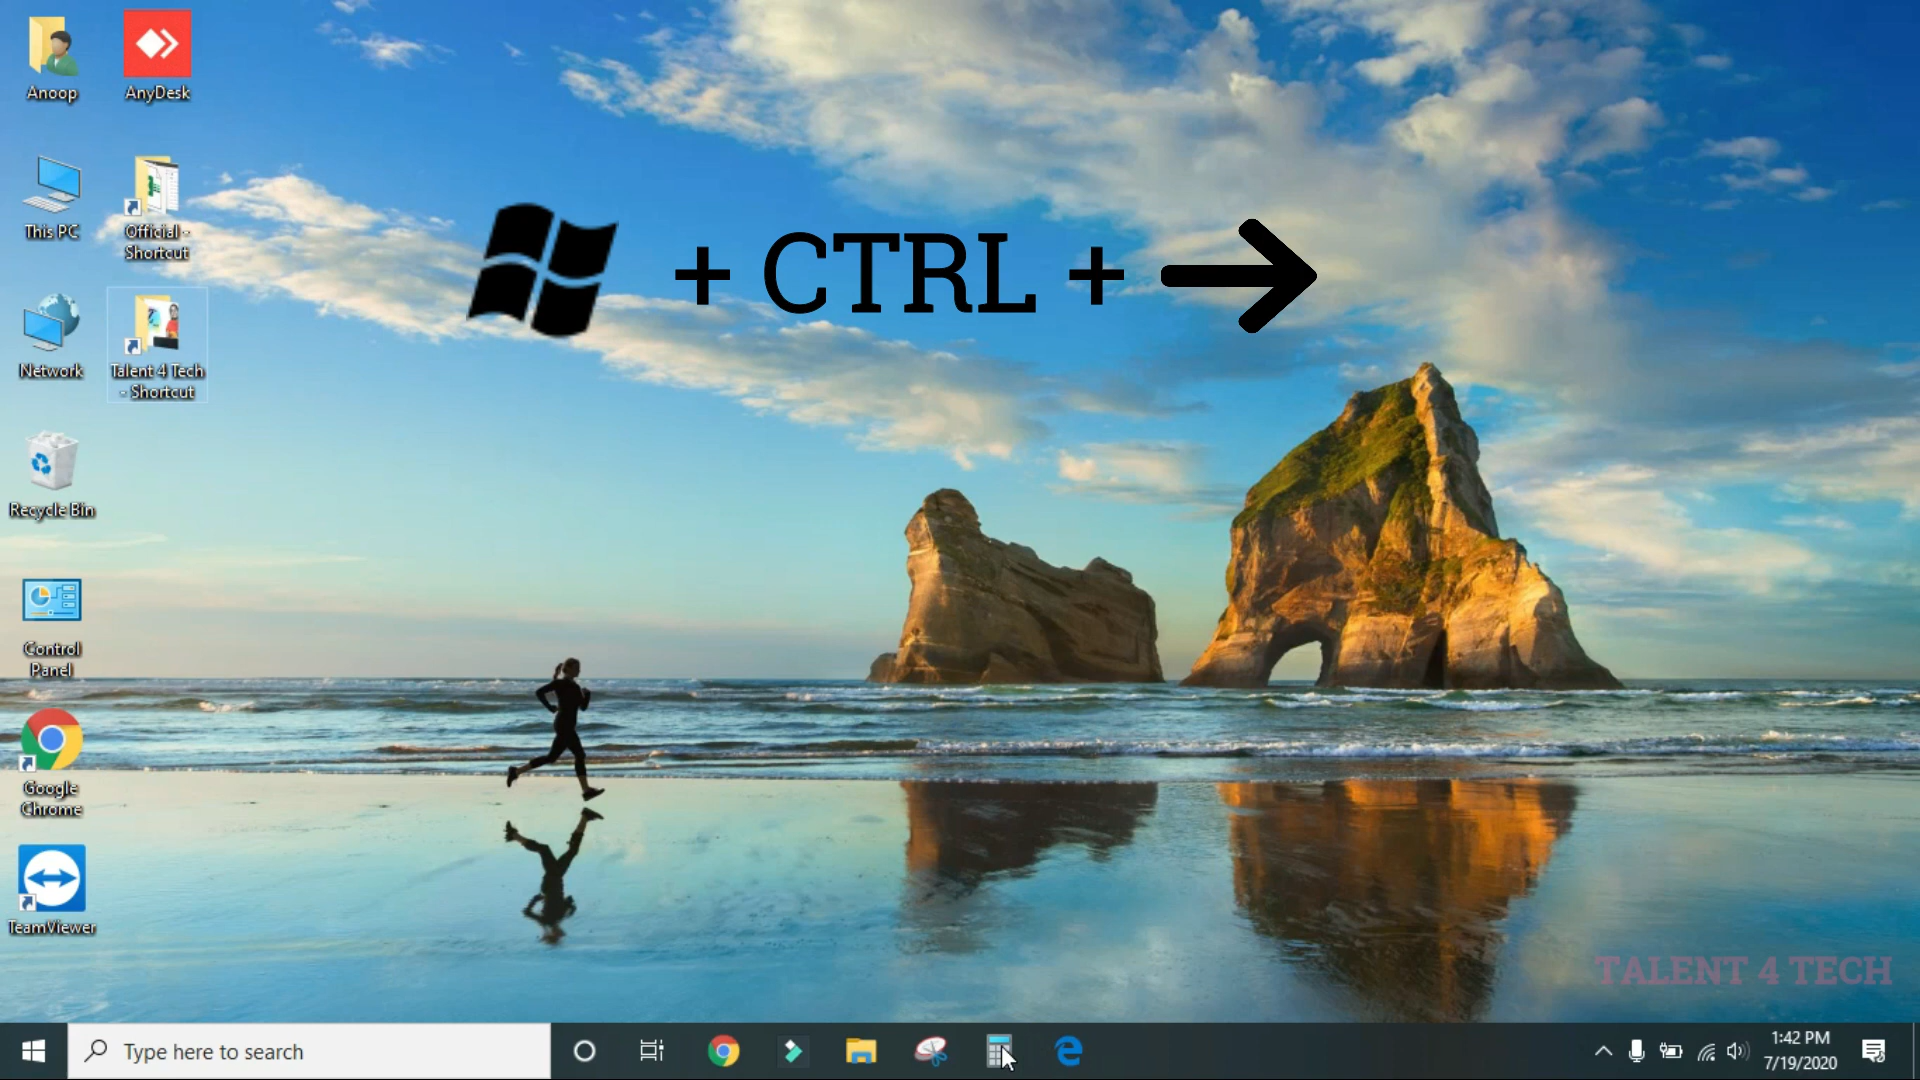 Anoop
AnyDesk
This PC
Official -
Shortcut
Network
Talent 4 Tech
- Shortcut
Recycle Bin
Control
Panel
Google
Chrome
TeamViewer
+ CTRL + →
TALENT 4 TECH
Type here to search
1:42 PM
7/19/2020